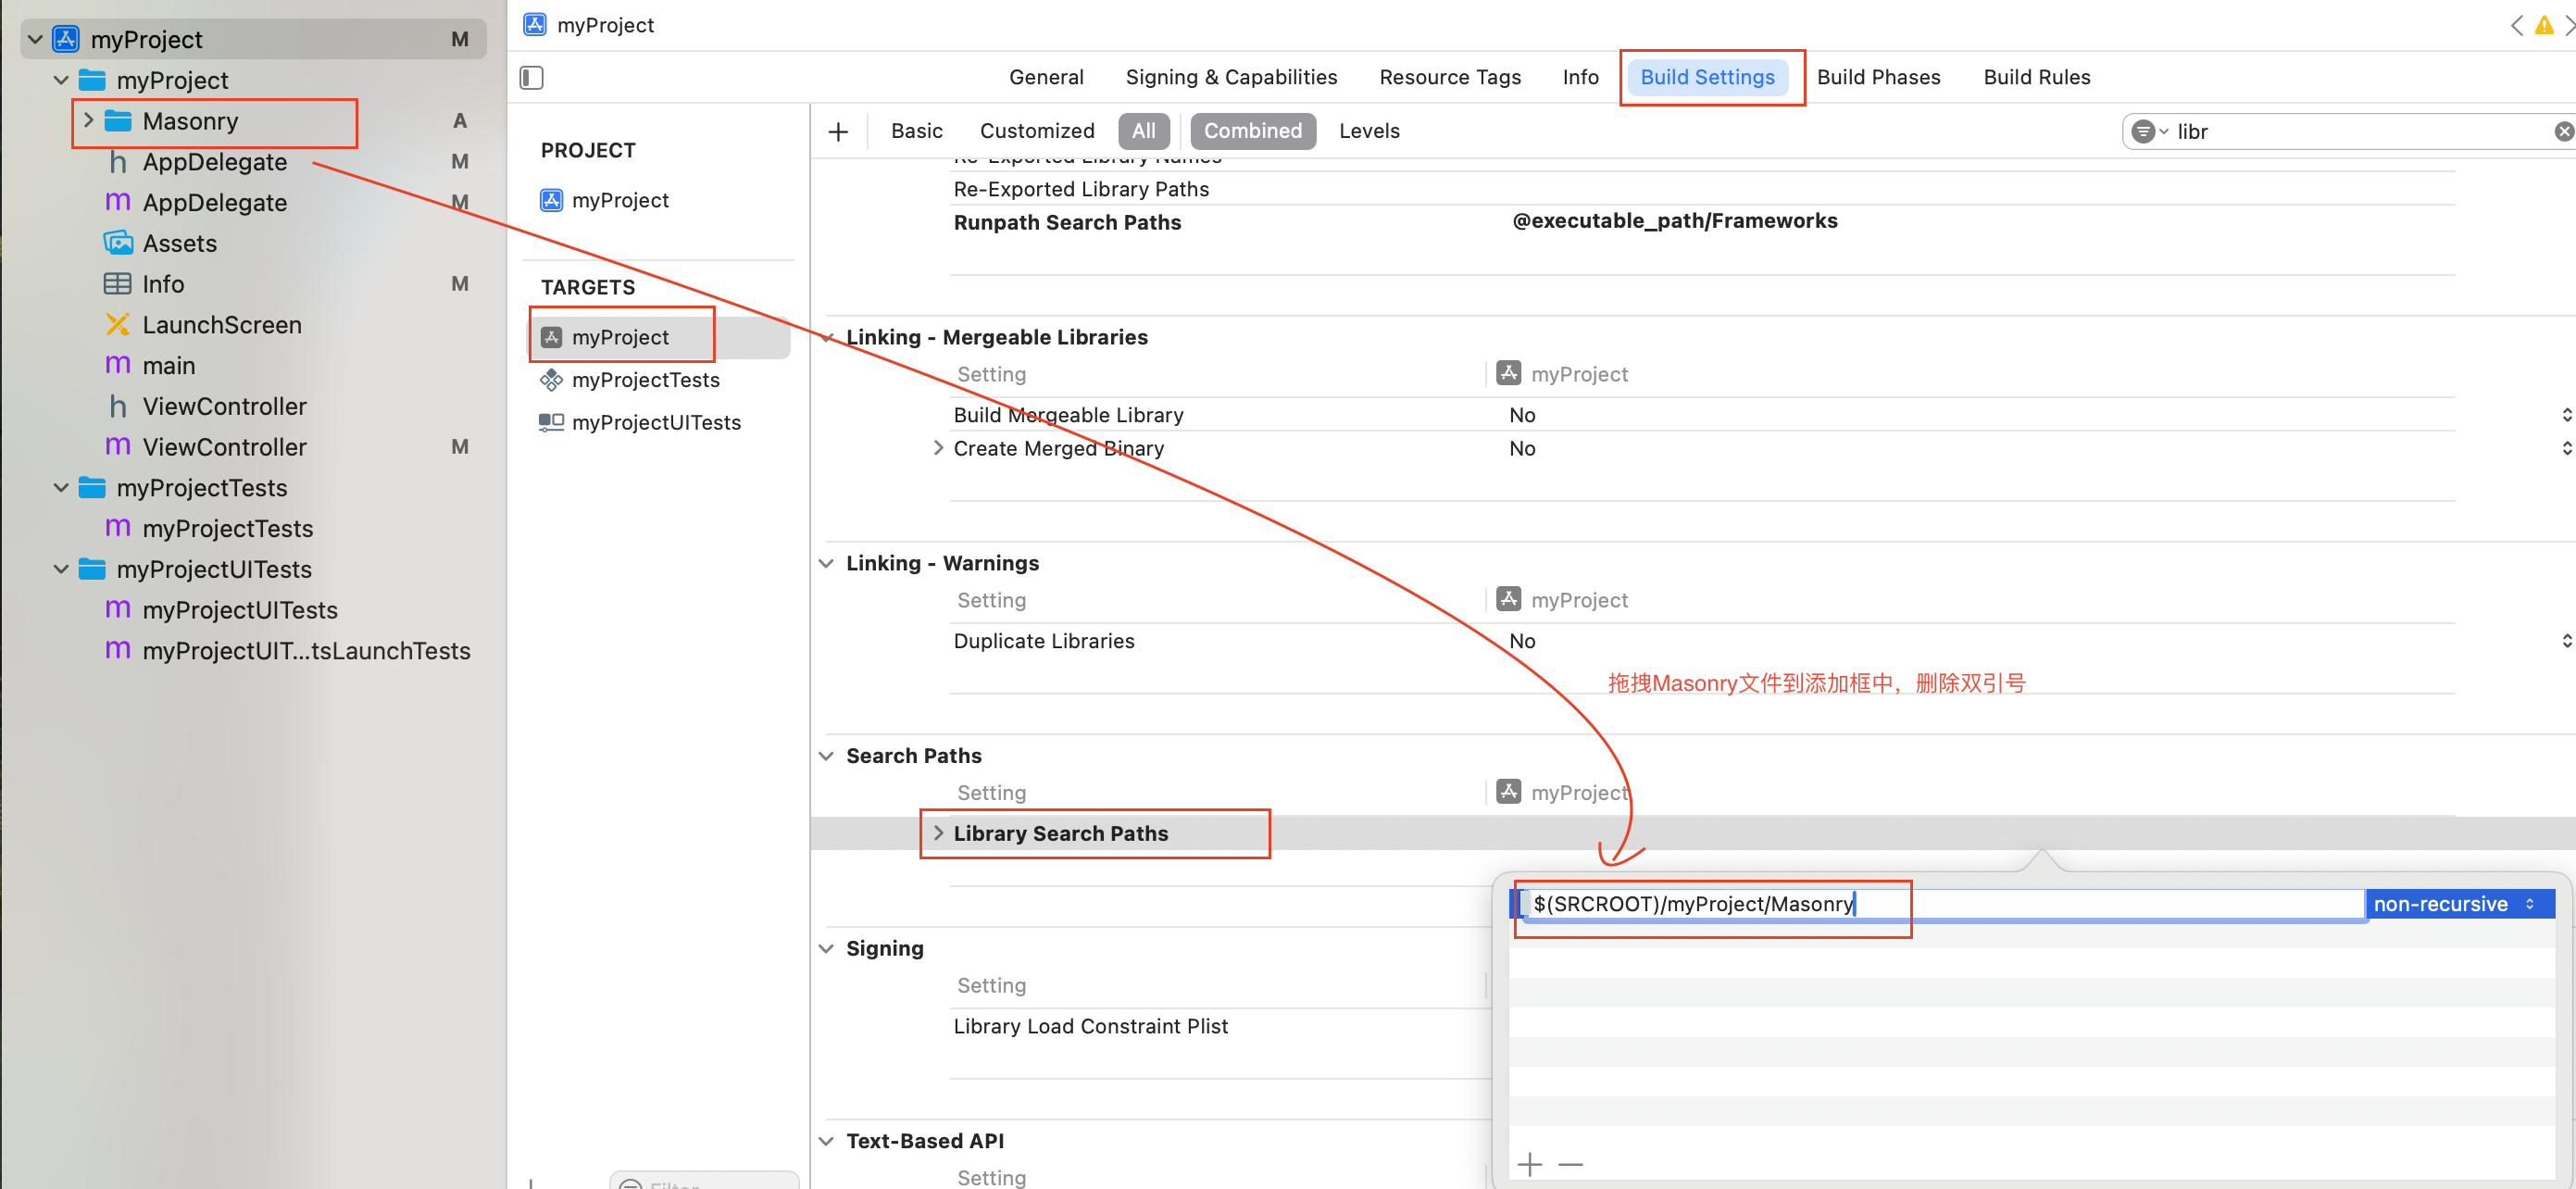 myProject M
myProject
Masonry A
AppDelegate M
AppDelegate M
Assets
Info M
LaunchScreen
main
ViewController
ViewController M
myProjectTests
myProjectTests
myProjectUITests
myProjectUITests
myProjectUIT...tsLaunchTests
myProject
General Signing & Capabilities Resource Tags Info Build Settings Build Phases Build Rules
PROJECT
myProject
TARGETS
myProject
myProjectTests
myProjectUITests
Filter
Basic Customized All Combined Levels libr
Re-Exported Library Names
Re-Exported Library Paths
Runpath Search Paths @executable_path/Frameworks
Linking - Mergeable Libraries
Setting myProject
Build Mergeable Library No
Create Merged Binary No
Linking - Warnings
Setting myProject
Duplicate Libraries No
拖拽Masonry文件到添加框中，删除双引号
Search Paths
Setting myProject
Library Search Paths
$(SRCROOT)/myProject/Masonry non-recursive
Signing
Setting
Library Load Constraint Plist
Text-Based API
Setting